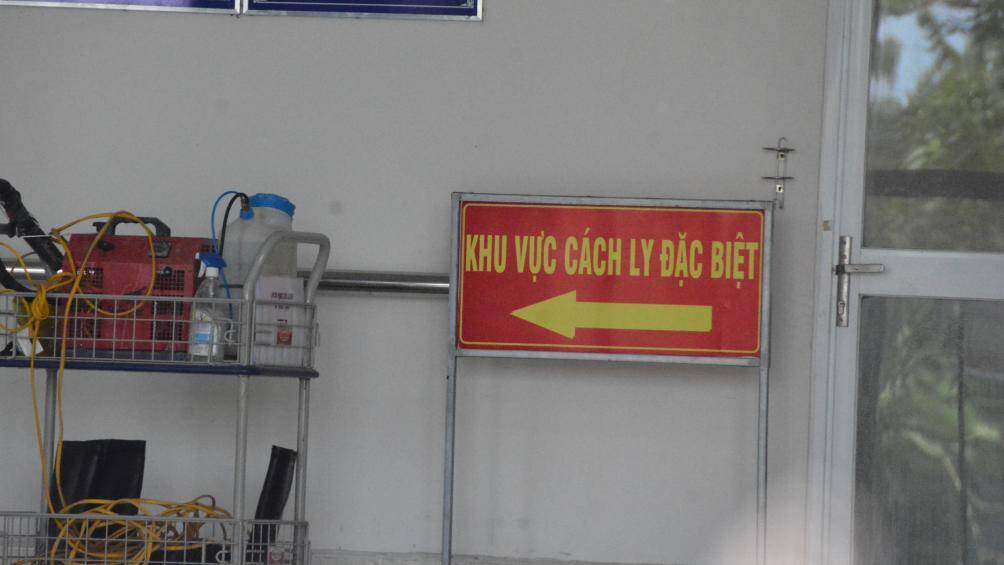 KHU VỰC CÁCH LY ĐẶC BIỆT